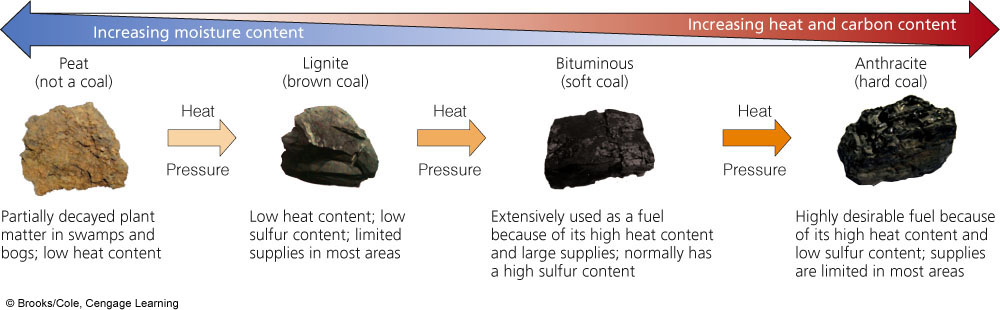 Increasing moisture content
Increasing heat and carbon content
Peat
(not a coal)
Heat
Pressure
Lignite
(brown coal)
Heat
Pressure
Bituminous
(soft coal)
Heat
Pressure
Anthracite
(hard coal)
Partially decayed plant
matter in swamps and
bogs; low heat content
Low heat content; low
sulfur content; limited
supplies in most areas
Extensively used as a fuel
because of its high heat content
and large supplies; normally has
a high sulfur content
Highly desirable fuel because
of its high heat content and
low sulfur content; supplies
are limited in most areas
© Brooks/Cole, Cengage Learning